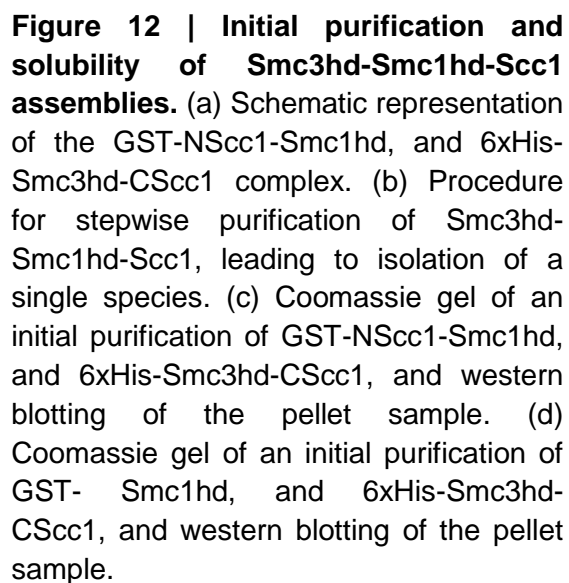 Figure 12 | Initial purification and
solubility of Smc3hd-Smc1hd-Scc1
assemblies. (a) Schematic representation
of the GST-NScc1-Smc1hd, and 6xHis-
Smc3hd-CScc1 complex. (b) Procedure
for stepwise purification of Smc3hd-
Smc1hd-Scc1, leading to isolation of a
single species. (c) Coomassie gel of an
initial purification of GST-NScc1-Smc1hd,
and 6xHis-Smc3hd-CScc1, and western
blotting of the pellet sample. (d)
Coomassie gel of an initial purification of
GST- Smc1hd, and 6xHis-Smc3hd-
CScc1, and western blotting of the pellet
sample.